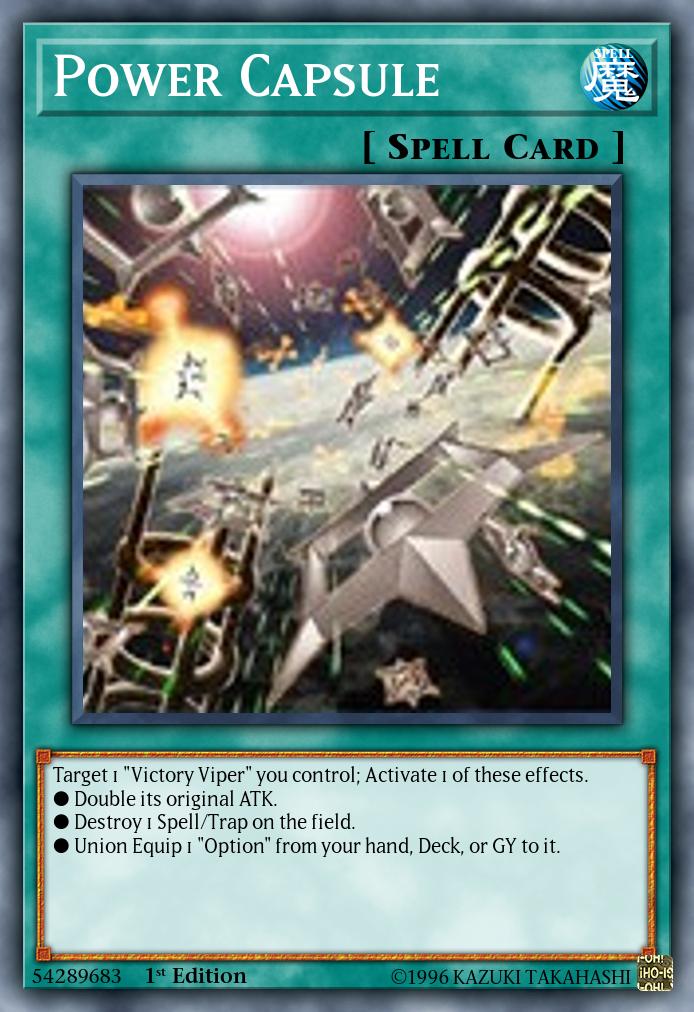 Power Capsule
SPELL
魔
[ Spell Card ]
Target 1 "Victory Viper" you control; Activate 1 of these effects.
● Double its original ATK.
● Destroy 1 Spell/Trap on the field.
● Union Equip 1 "Option" from your hand, Deck, or GY to it.
54289683 1st Edition ©1996 KAZUKI TAKAHASHI